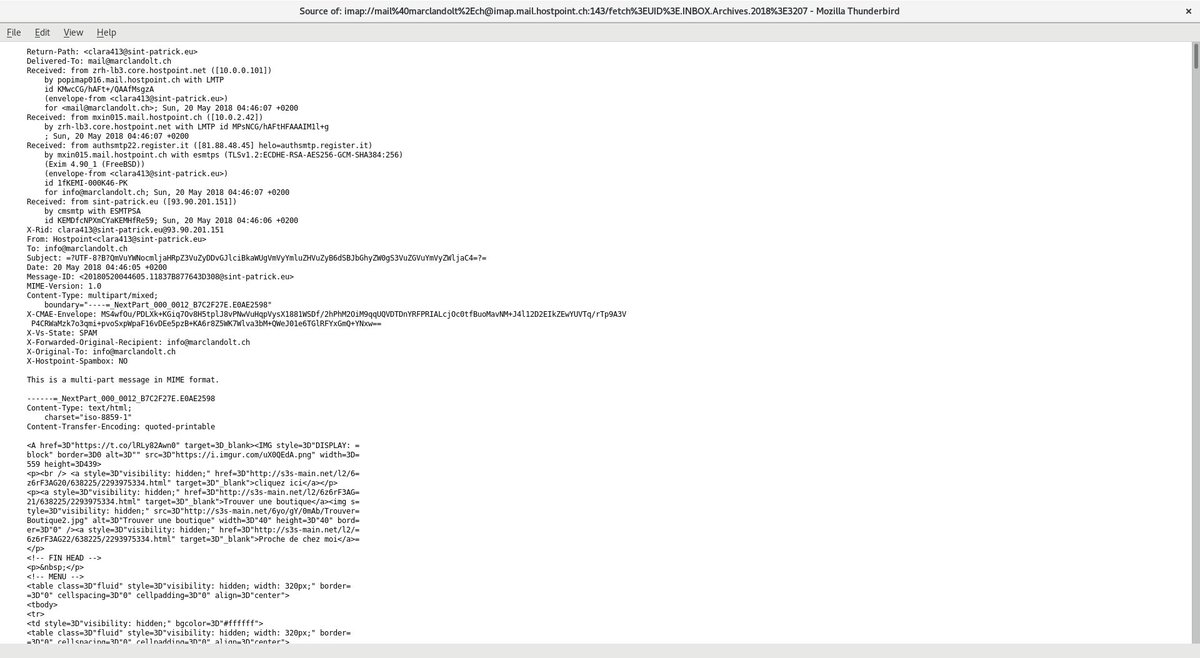 Source of: imap://mail%40marclandolt%2Ech@imap.mail.hostpoint.ch:143/fetch%3EUID%3E.INBOX.Archives.2018%3E3207 - Mozilla Thunderbird ×
File Edit View Help
Return-Path: <clara413@sint-patrick.eu>
Delivered-To: mail@marclandolt.ch
Received: from zrh-lb3.core.hostpoint.net ([10.0.0.101])
by popimap016.mail.hostpoint.ch with LMTP
id KMwcCG/hAFt+/QAAfMsgzA
(envelope-from <clara413@sint-patrick.eu>)
for <mail@marclandolt.ch>; Sun, 20 May 2018 04:46:07 +0200
Received: from mxin015.mail.hostpoint.ch ([10.0.2.42])
by zrh-lb3.core.hostpoint.net with LMTP id MPsNCG/hAFtHFAAAIM1l+g
; Sun, 20 May 2018 04:46:07 +0200
Received: from authsmtp22.register.it ([81.88.48.45] helo=authsmtp.register.it)
by mxin015.mail.hostpoint.ch with esmtps (TLSv1.2:ECDHE-RSA-AES256-GCM-SHA384:256)
(Exim 4.90_1 (FreeBSD))
(envelope-from <clara413@sint-patrick.eu>)
id 1fKEMI-000K46-PK
for info@marclandolt.ch; Sun, 20 May 2018 04:46:07 +0200
Received: from sint-patrick.eu ([93.90.201.151])
by cmsmtp with ESMTPSA
id KEMDfcNPXmCYaKEMHfRe59; Sun, 20 May 2018 04:46:06 +0200
X-Rid: clara413@sint-patrick.eu@93.90.201.151
From: Hostpoint<clara413@sint-patrick.eu>
To: info@marclandolt.ch
Subject: =?UTF-8?B?QmVuYWNocmljaHRpZ3VuZyDDvGJlciBkaWUgVmVyYmluZHVuZyB6dSBJbGhyZW0gS3VuZGVuYmVyZWljaC4=?=
Date: 20 May 2018 04:46:05 +0200
Message-ID: <20180520044605.11837B877643D308@sint-patrick.eu>
MIME-Version: 1.0
Content-Type: multipart/mixed;
boundary="----=_NextPart_000_0012_B7C2F27E.E0AE2598"
X-CMAE-Envelope: MS4wfOu/PDLXk+KGiq7Ov8H5tplJ8vPNwVuHqpVysX1881WSDf/2hPhM2OiM9qqUQVDTDnYRFPRIALcjOc0tfBuoMavNM+J4l12D2EIkZEwYUVTq/rTp9A3V
P4CRWaMzk7o3qmi+pvoSxpWpaF16vDEe5pzB+KA6r8Z5WK7Wlva3bM+QWeJ01e6TGlRFYxGmQ+YNxw==
X-Vs-State: SPAM
X-Forwarded-Original-Recipient: info@marclandolt.ch
X-Original-To: info@marclandolt.ch
X-Hostpoint-Spambox: NO
This is a multi-part message in MIME format.
------=_NextPart_000_0012_B7C2F27E.E0AE2598
Content-Type: text/html;
charset="iso-8859-1"
Content-Transfer-Encoding: quoted-printable
<A href=3D"https://t.co/lRLy82Awn0" target=3D_blank><IMG style=3D"DISPLAY: =
block" border=3D0 alt=3D"" src=3D"https://i.imgur.com/uX0QEdA.png" width=3D=
559 height=3D439>
<p><br /> <a style=3D"visibility: hidden;" href=3D"http://s3s-main.net/l2/6=
z6rF3AG20/638225/2293975334.html" target=3D"_blank">cliquez ici</a></p>
<p><a style=3D"visibility: hidden;" href=3D"http://s3s-main.net/l2/6z6rF3AG=
21/638225/2293975334.html" target=3D"_blank">Trouver une boutique</a><img s=
tyle=3D"visibility: hidden;" src=3D"http://s3s-main.net/6yo/gY/0mAb/Trouver=
Boutique2.jpg" alt=3D"Trouver une boutique" width=3D"40" height=3D"40" bord=
er=3D"0" /><a style=3D"visibility: hidden;" href=3D"http://s3s-main.net/l2/=
6z6rF3AG22/638225/2293975334.html" target=3D"_blank">Proche de chez moi</a>=
</p>
<!-- FIN HEAD -->
<p>&nbsp;</p>
<!-- MENU -->
<table class=3D"fluid" style=3D"visibility: hidden; width: 320px;" border=
=3D"0" cellspacing=3D"0" cellpadding=3D"0" align=3D"center">
<tbody>
<tr>
<td style=3D"visibility: hidden;" bgcolor=3D"#ffffff">
<table class=3D"fluid" style=3D"visibility: hidden; width: 320px;" border=
=3D"0" cellspacing=3D"0" cellpadding=3D"0" align=3D"center">